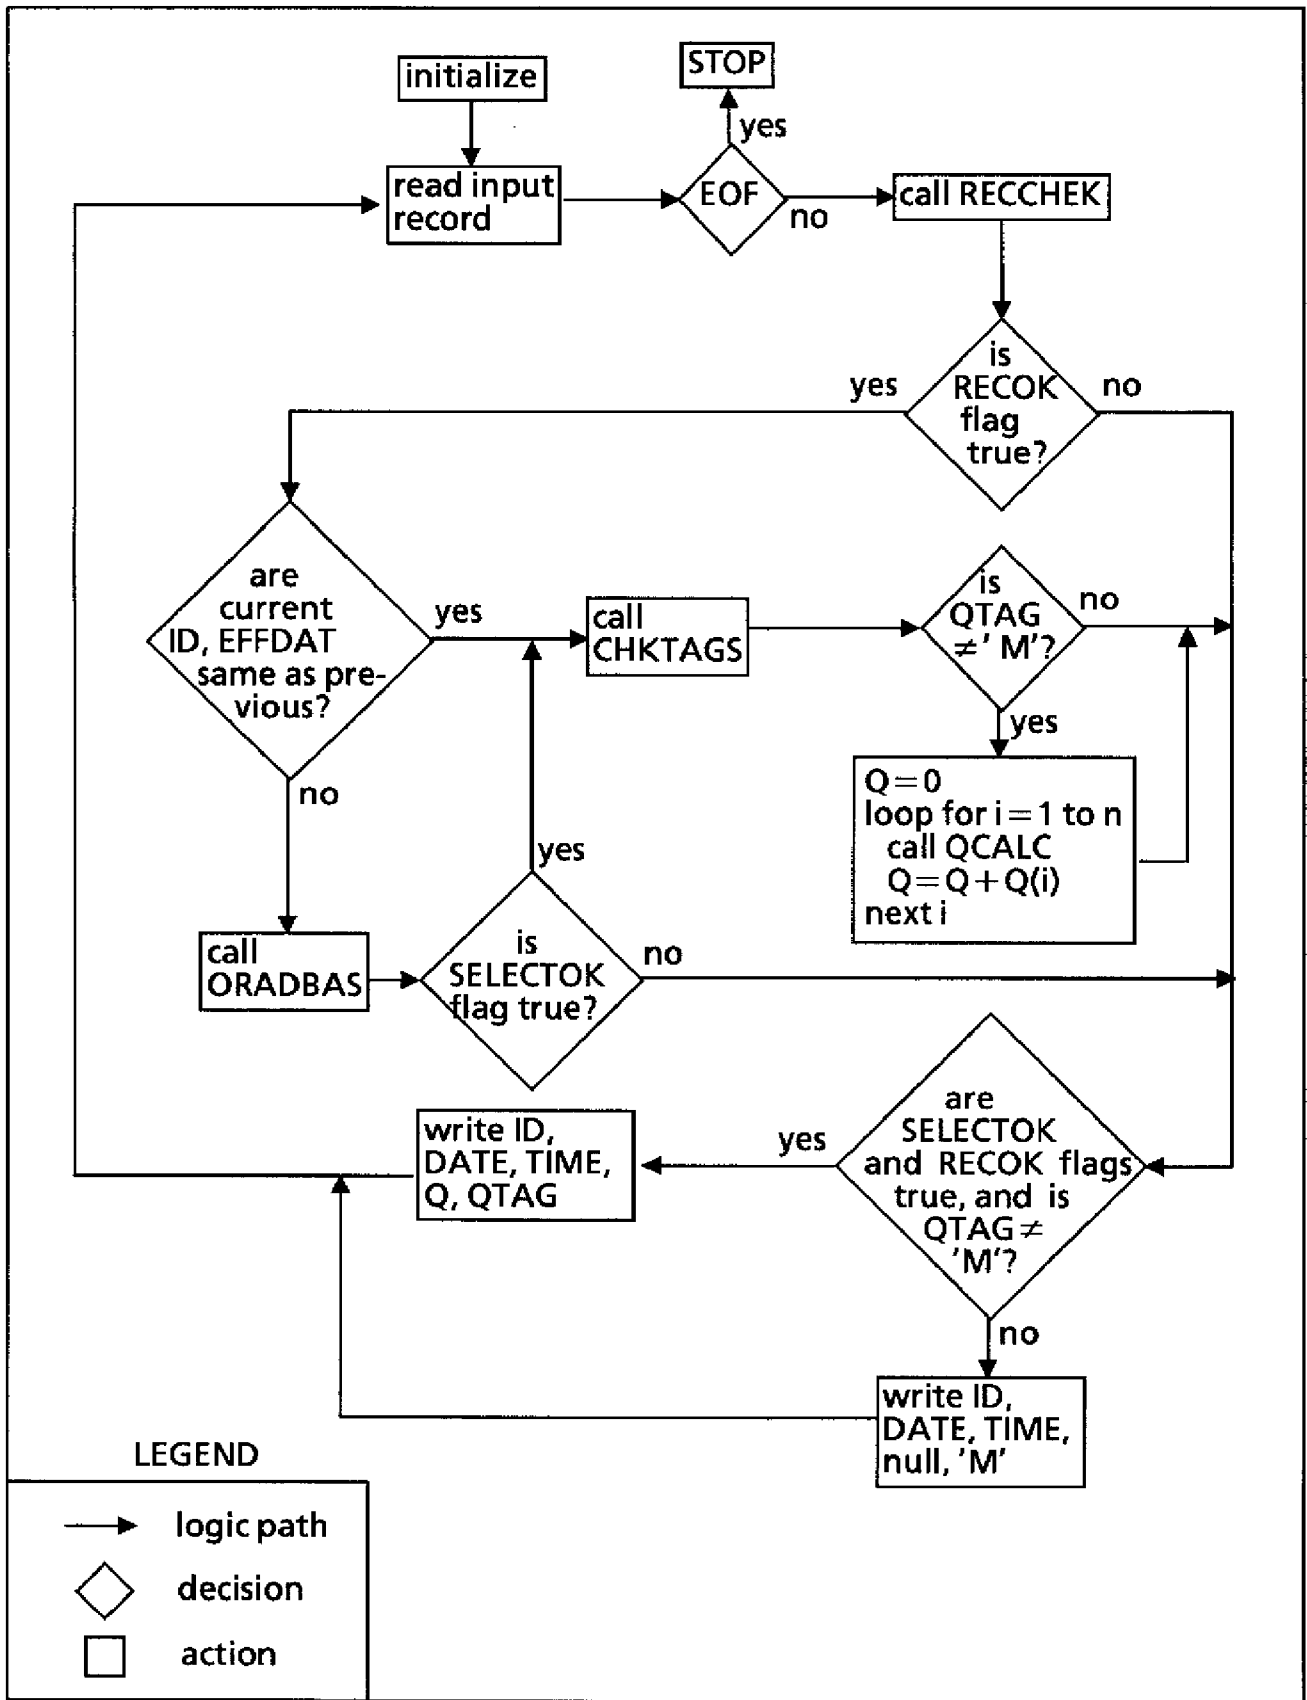 initialize
STOP
yes
read input
record
EOF
no
call RECCHEK
is
RECOK
flag
true?
yes
no
are
current
ID, EFFDAT
same as pre-
vious?
yes
no
call
CHKTAGS
is
QTAG
≠' M'?
no
yes
Q=0
loop for i=1 to n
call QCALC
Q=Q+Q(i)
next i
call
ORADBAS
is
SELECTOK
flag true?
yes
no
are
SELECTOK
and RECOK flags
true, and is
QTAG≠
'M'?
yes
no
write ID,
DATE, TIME,
Q, QTAG
write ID,
DATE, TIME,
null, 'M'
LEGEND
logic path
decision
action